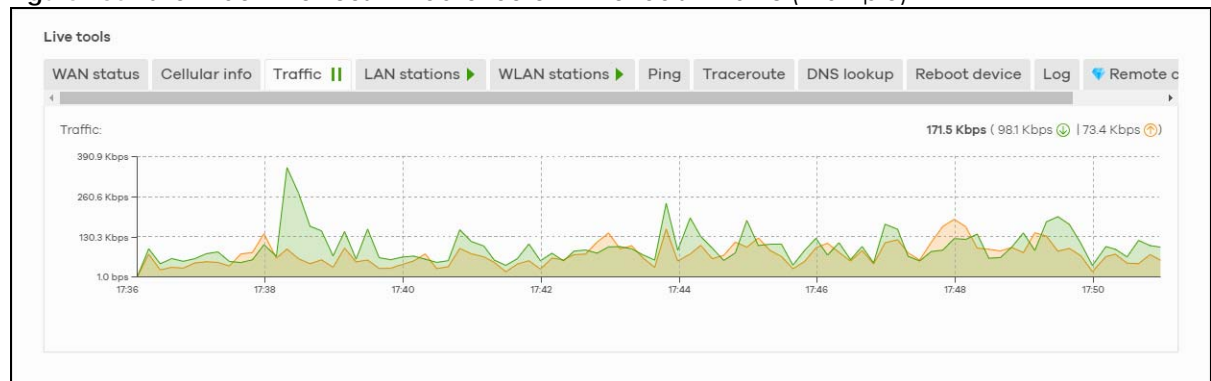 Live tools
WAN status Cellular info Traffic LAN stations WLAN stations Ping Traceroute DNS lookup Reboot device Log Remote
Traffic: 171.5 Kbps ( 98.1 Kbps | 73.4 Kbps )
390.9 Kbps
260.6 Kbps
130.3 Kbps
1.0 bps
17:36 17:38 17:40 17:42 17:44 17:46 17:48 17:50